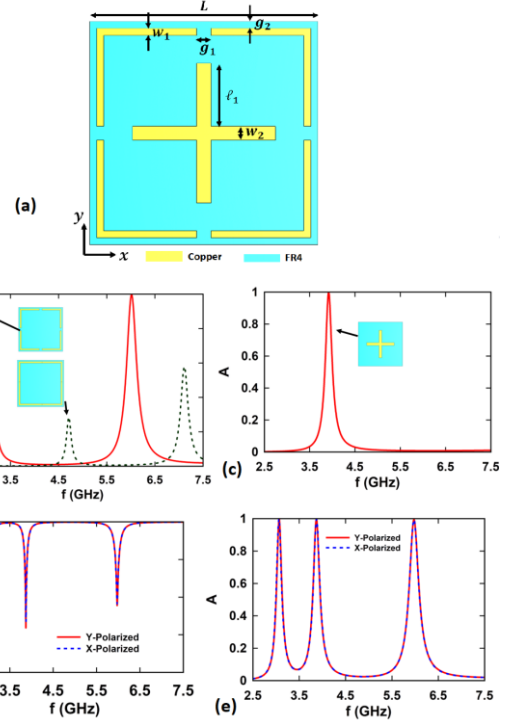 L
w₁
g₂
g₁
ℓ₁
w₂
(a)
y
x
Copper
FR4
3.5
4.5
5.5
6.5
7.5
f (GHz)
(c)
A
1
0.8
0.6
0.4
0.2
0
2.5
3.5
4.5
5.5
6.5
7.5
f (GHz)
Y-Polarized
X-Polarized
3.5
4.5
5.5
6.5
7.5
f (GHz)
(e)
A
1
0.8
0.6
0.4
0.2
0
Y-Polarized
X-Polarized
2.5
3.5
4.5
5.5
6.5
7.5
f (GHz)